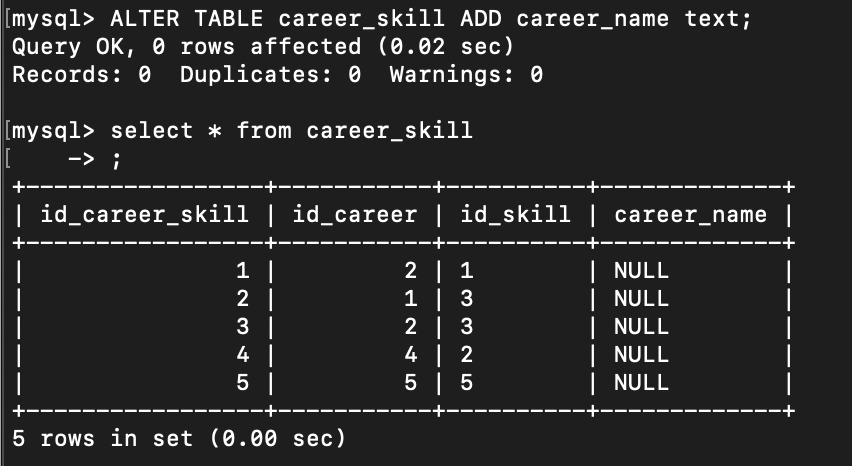 [mysql> ALTER TABLE career_skill ADD career_name text;
Query OK, 0 rows affected (0.02 sec)
Records: 0  Duplicates: 0  Warnings: 0

[mysql> select * from career_skill
[    -> ;
+-----------------+-----------+----------+-------------+
| id_career_skill | id_career | id_skill | career_name |
+-----------------+-----------+----------+-------------+
|               1 |         2 | 1        | NULL        |
|               2 |         1 | 3        | NULL        |
|               3 |         2 | 3        | NULL        |
|               4 |         4 | 2        | NULL        |
|               5 |         5 | 5        | NULL        |
+-----------------+-----------+----------+-------------+
5 rows in set (0.00 sec)